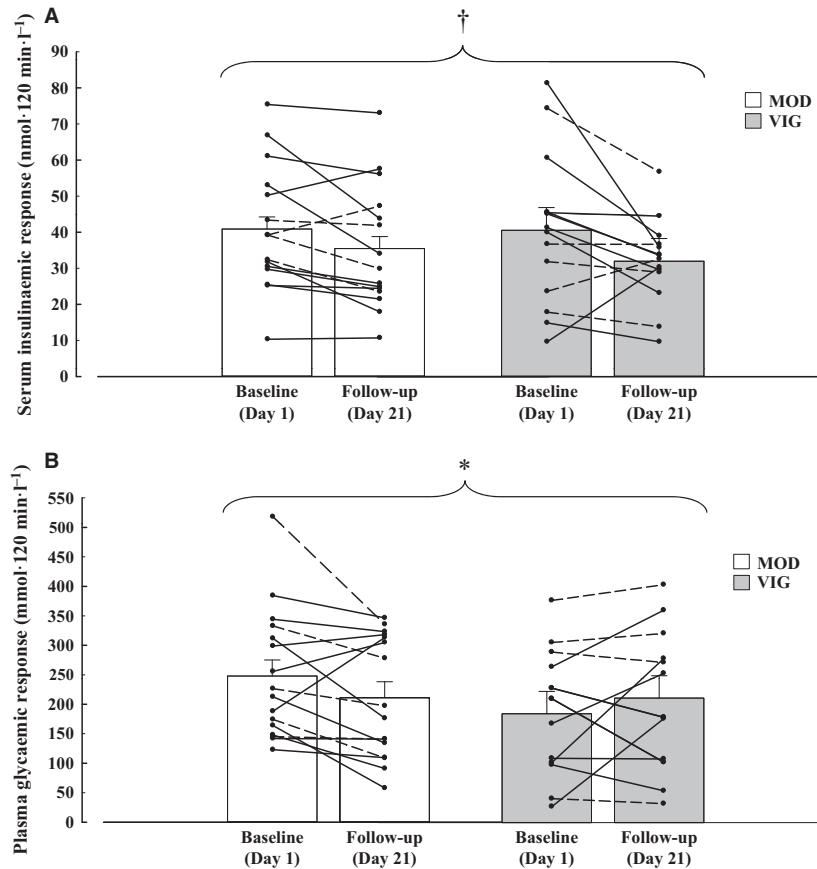 A
†
Serum insulinaemic response (nmol·120 min·l⁻¹)
90
80
70
60
50
40
30
20
10
0
MOD
VIG
Baseline Follow-up Baseline Follow-up
(Day 1) (Day 21) (Day 1) (Day 21)
B
*
Plasma glycaemic response (mmol·120 min·l⁻¹)
550
500
450
400
350
300
250
200
150
100
50
0
MOD
VIG
Baseline Follow-up Baseline Follow-up
(Day 1) (Day 21) (Day 1) (Day 21)